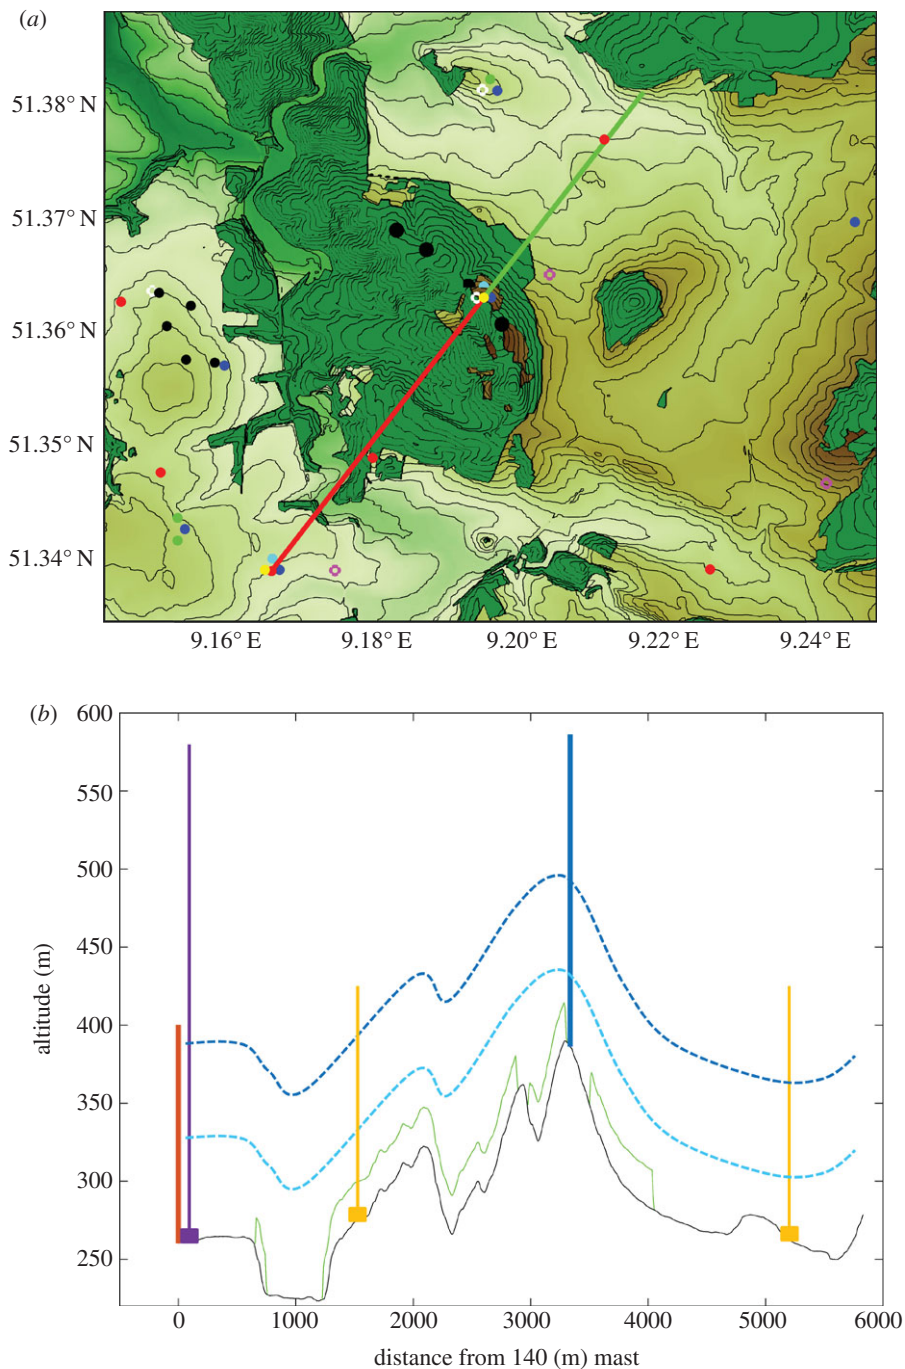 (a)
51.38° N
51.37° N
51.36° N
51.35° N
51.34° N
9.16° E
9.18° E
9.20° E
9.22° E
9.24° E
(b)
600
550
500
450
400
350
300
250
altitude (m)
0
1000
2000
3000
4000
5000
6000
distance from 140 (m) mast